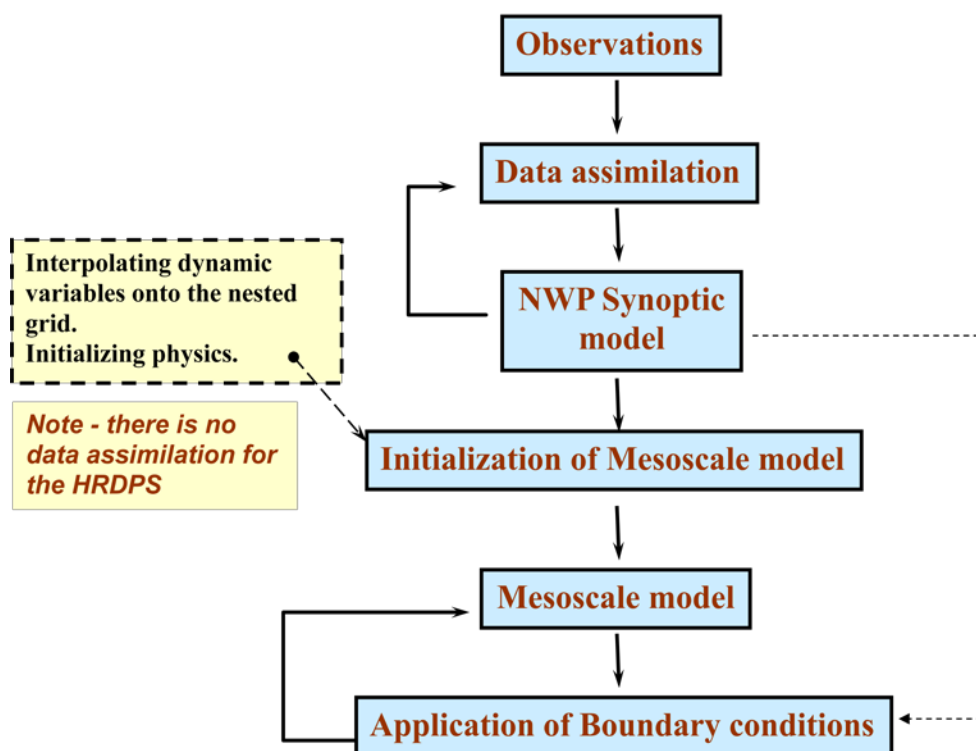 Observations
Data assimilation
Interpolating dynamic
variables onto the nested
grid.
Initializing physics.
NWP Synoptic
model
Note - there is no
data assimilation for
the HRDPS
Initialization of Mesoscale model
Mesoscale model
Application of Boundary conditions